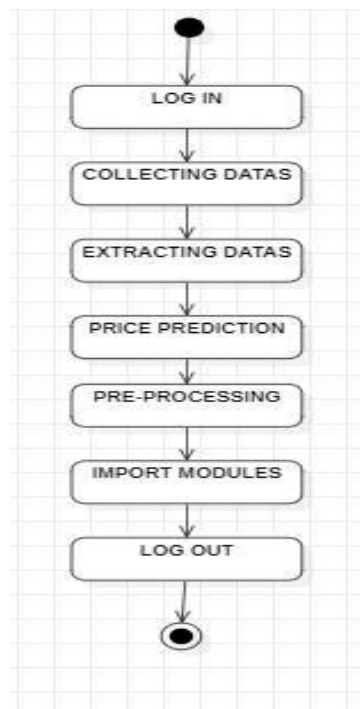 LOG IN
COLLECTING DATAS
EXTRACTING DATAS
PRICE PREDICTION
PRE-PROCESSING
IMPORT MODULES
LOG OUT